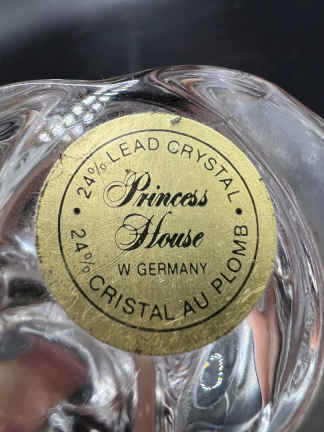 24% LEAD CRYSTAL
Princess
House
W GERMANY
24% CRISTAL AU PLOMB